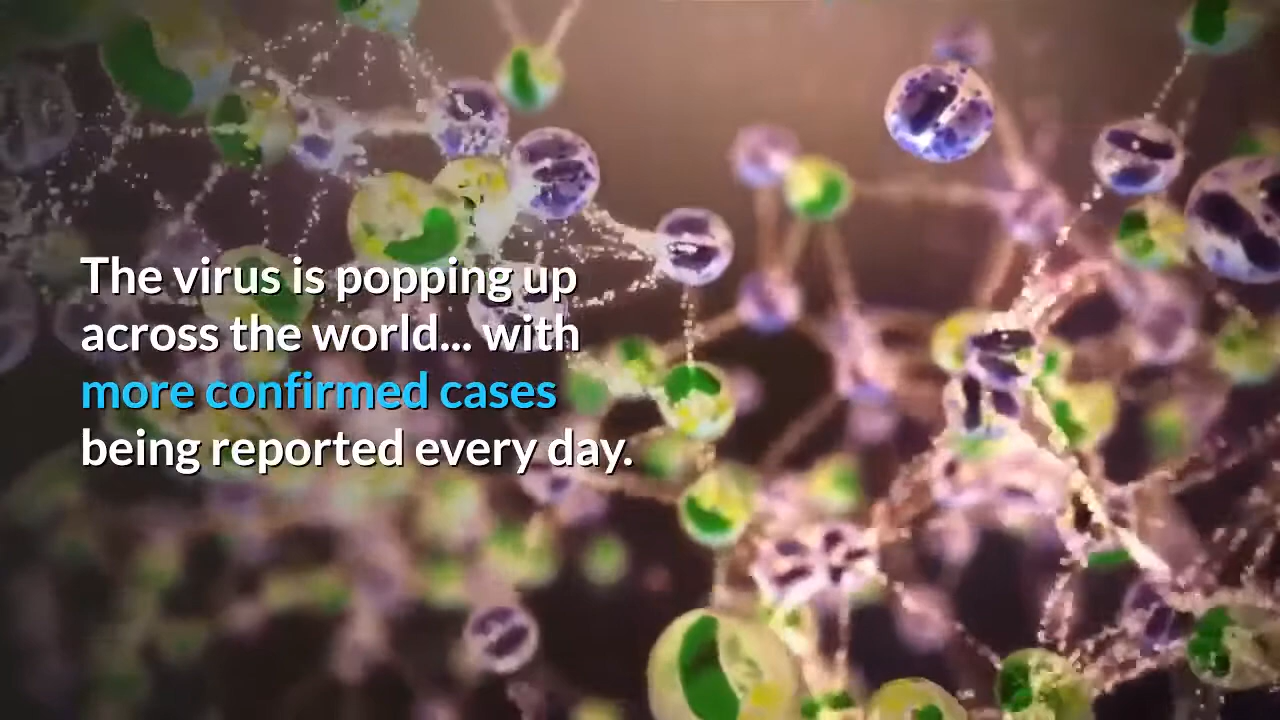 The virus is popping up
across the world... with
more confirmed cases
being reported every day.